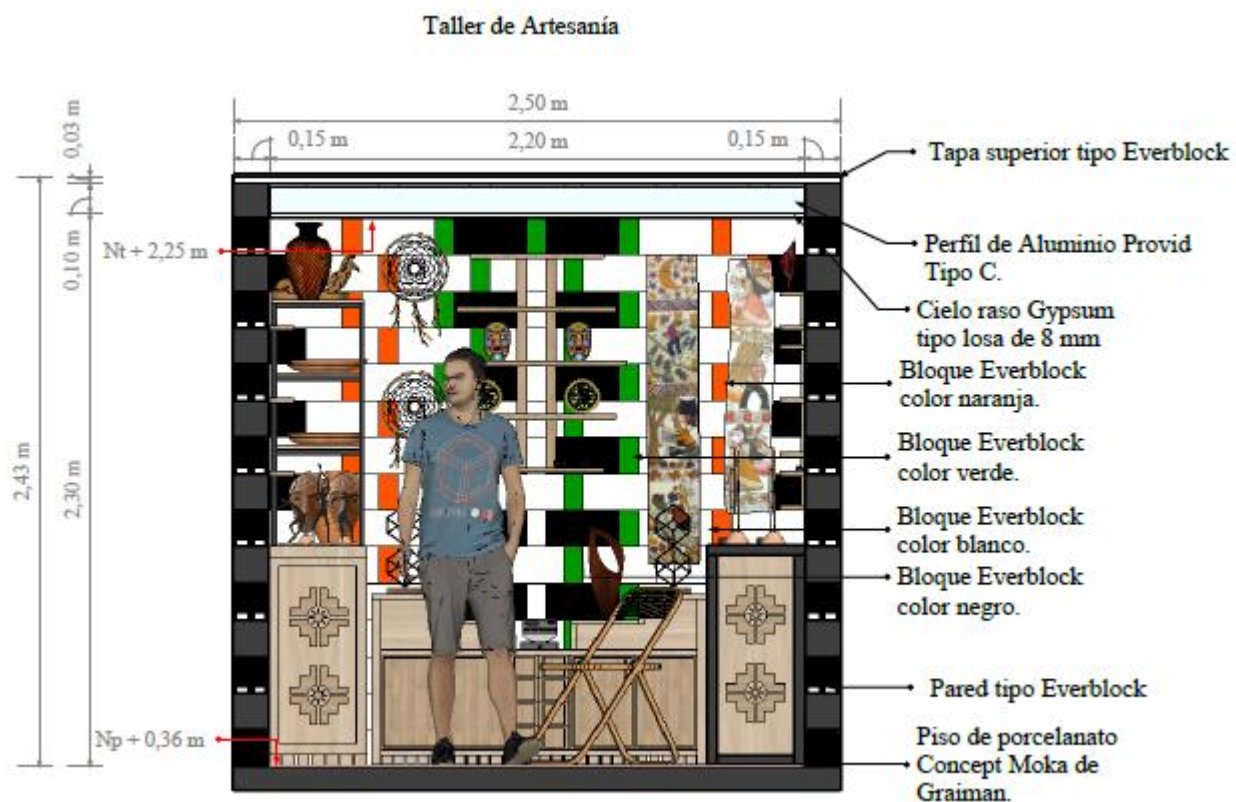 Taller de Artesanía
2,50 m
0,15 m
2,20 m
0,15 m
0,03 m
0,10 m
2,43 m
2,30 m
Nt + 2,25 m
Np + 0,36 m
Tapa superior tipo Everblock
Perfil de Aluminio Provid
Tipo C.
Cielo raso Gypsum
tipo losa de 8 mm
Bloque Everblock
color naranja.
Bloque Everblock
color verde.
Bloque Everblock
color blanco.
Bloque Everblock
color negro.
Pared tipo Everblock
Piso de porcelanato
Concept Moka de
Graiman.